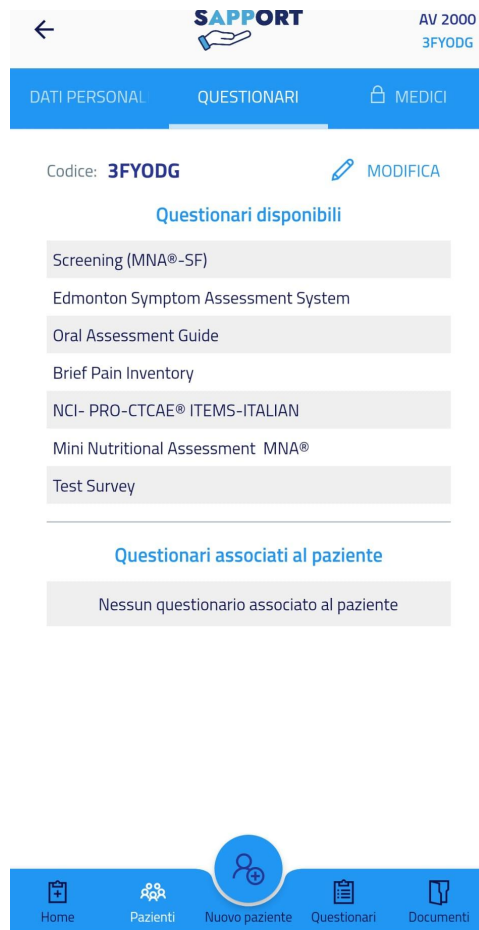 SAPPORT
AV 2000
3FYODG
DATI PERSONAL
QUESTIONARI
MEDICI
Codice: 3FYODG
MODIFICA
Questionari disponibili
Screening (MNA®-SF)
Edmonton Symptom Assessment System
Oral Assessment Guide
Brief Pain Inventory
NCI- PRO-CTCAE® ITEMS-ITALIAN
Mini Nutritional Assessment MNA®
Test Survey
Questionari associati al paziente
Nessun questionario associato al paziente
Home
Pazienti
Nuovo paziente
Questionari
Documenti